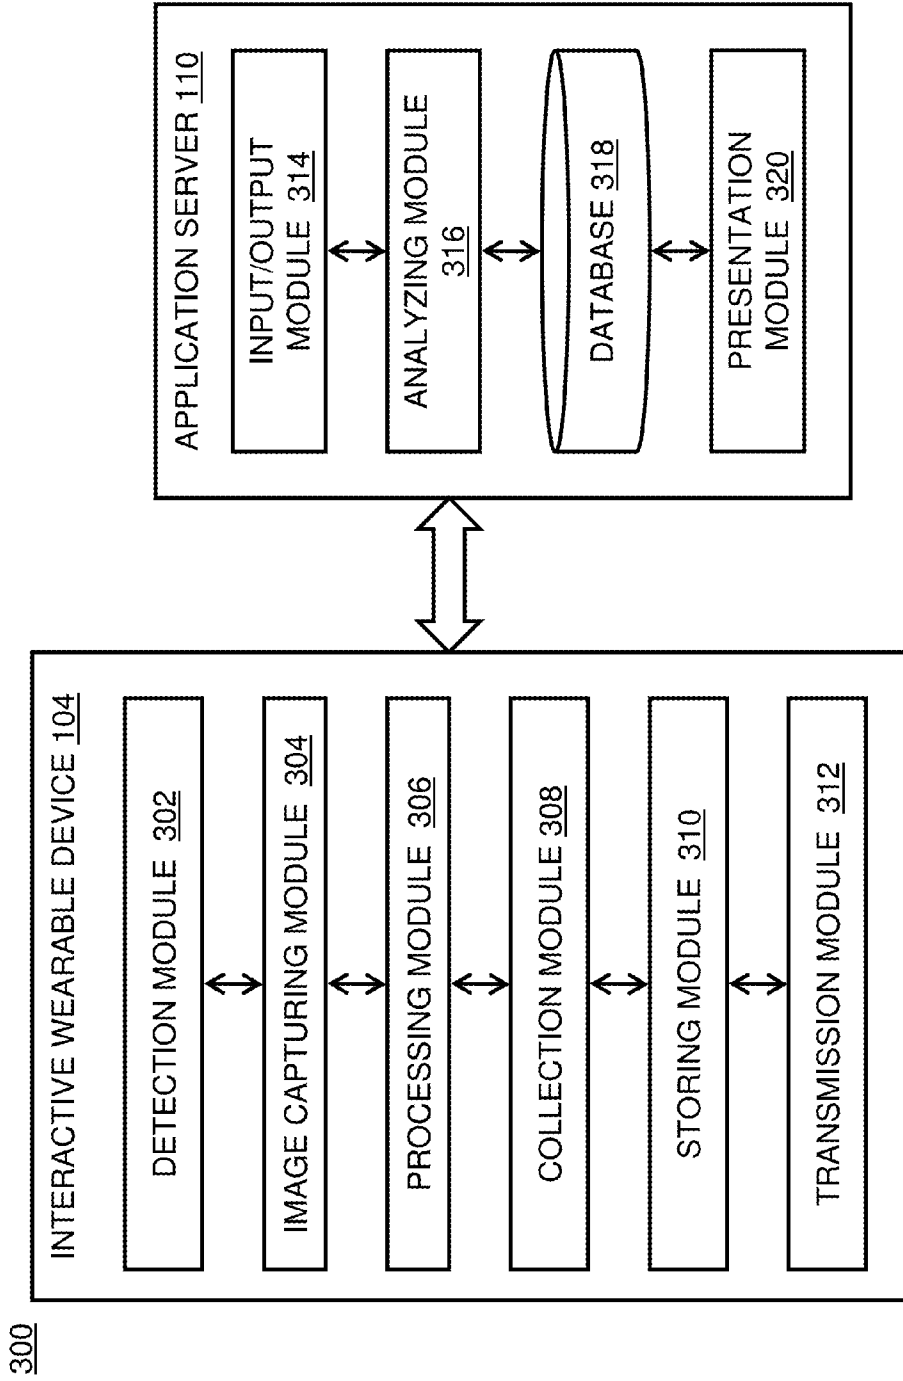 300
INTERACTIVE WEARABLE DEVICE 104
DETECTION MODULE 302
IMAGE CAPTURING MODULE 304
PROCESSING MODULE 306
COLLECTION MODULE 308
STORING MODULE 310
TRANSMISSION MODULE 312
APPLICATION SERVER 110
INPUT/OUTPUT
MODULE 314
ANALYZING MODULE
316
DATABASE 318
PRESENTATION
MODULE 320